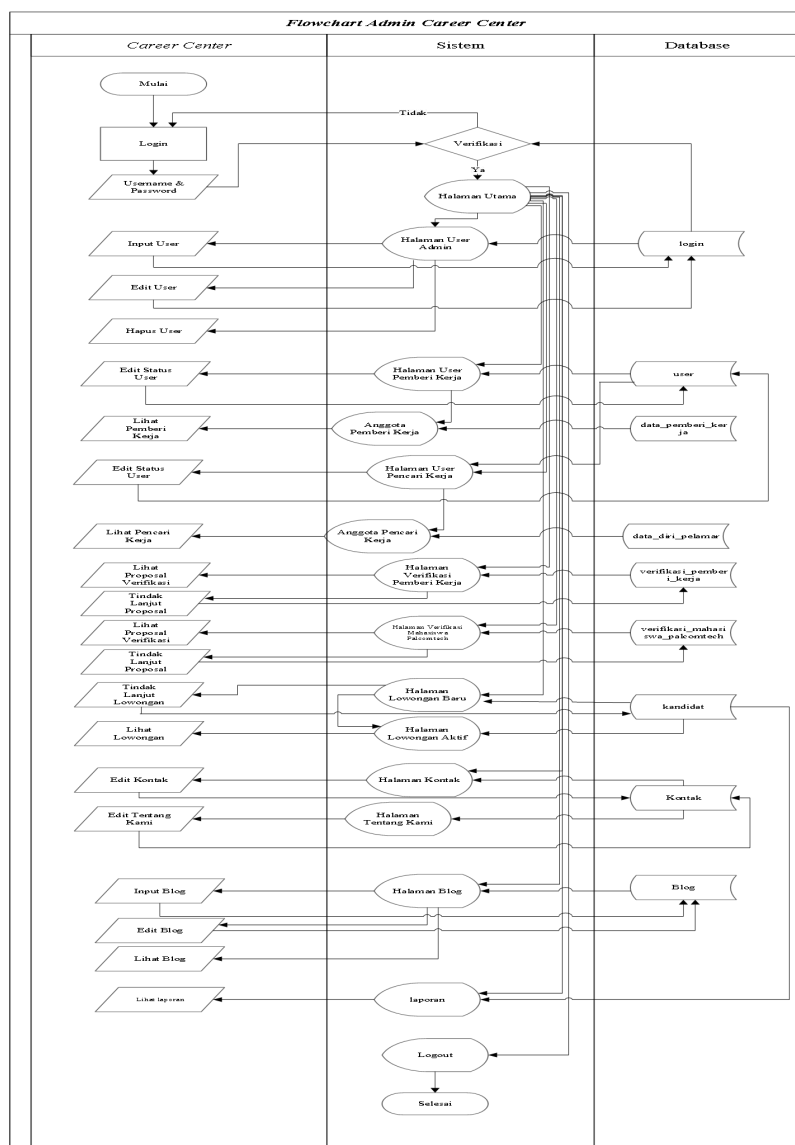 Flowchart Admin Career Center
Career Center
Sistem
Database
Mulai
Tidak
Login
Verifikasi
Ya
Username &
Password
Halaman Utama
Input User
Halaman User
Admin
login
Edit User
Hapus User
Edit Status
User
Halaman User
Pemberi Kerja
user
Lihat
Pemberi
Kerja
Anggota
Pemberi Kerja
data_pemberi_ker
ja
Edit Status
User
Halaman User
Pencari Kerja
Lihat Pencari
Kerja
Anggota Pencari
Kerja
data_diri_pelamar
Lihat
Proposal
Verifikasi
Halaman
Verifikasi
Pemberi Kerja
verifikasi_pember
i_kerja
Tindak
Lanjut
Proposal
Lihat
Proposal
Verifikasi
Halaman Verifikasi
Mahasiswa
Palcomtech
verifikasi_mahasi
swa_palcomtech
Tindak
Lanjut
Proposal
Tindak
Lanjut
Lowongan
Halaman
Lowongan Baru
kandidat
Lihat
Lowongan
Halaman
Lowongan Aktif
Edit Kontak
Halaman Kontak
Kontak
Edit Tentang
Kami
Halaman
Tentang Kami
Input Blog
Halaman Blog
Blog
Edit Blog
Lihat Blog
Lihat laporan
laporan
Logout
Selesai